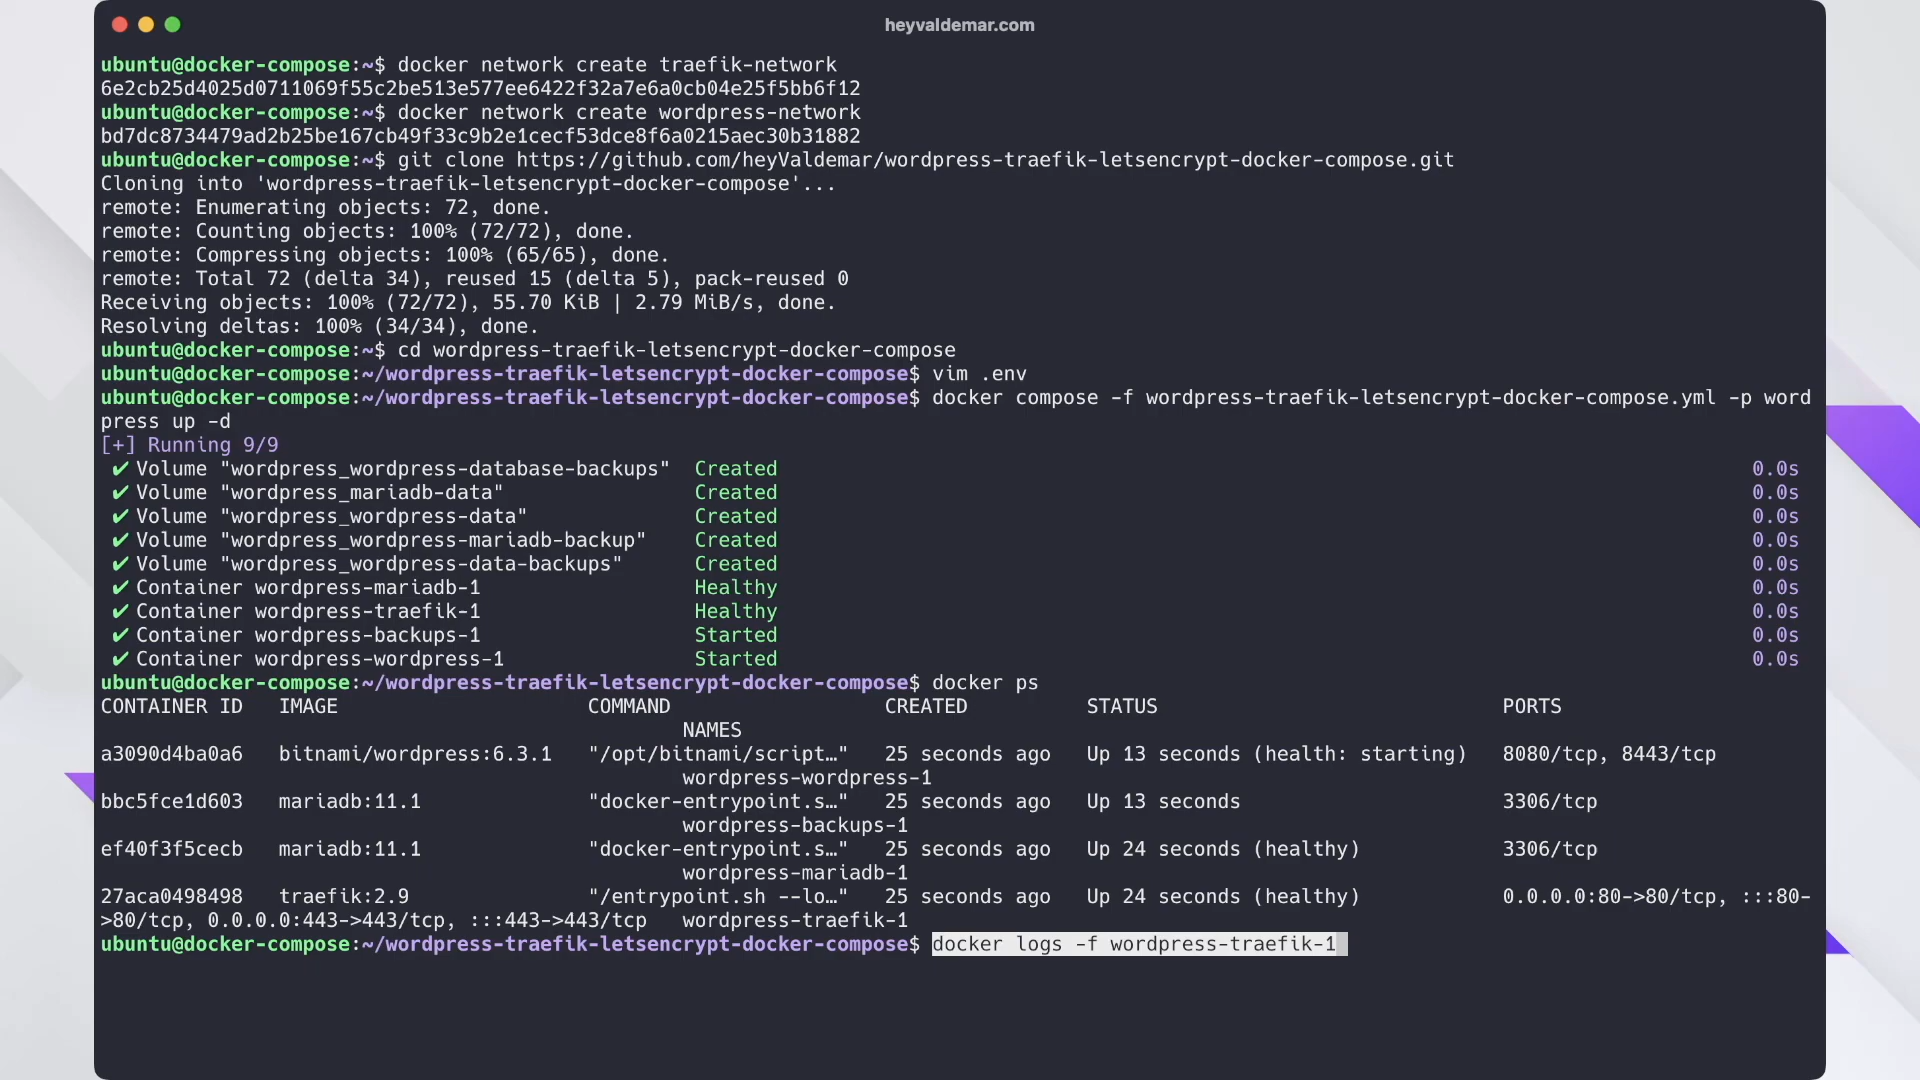 heyvaldemar.com
ubuntu@docker-compose:~$ docker network create traefik-network
6e2cb25d4025d0711069f55c2be513e577ee6422f32a7e6a0cb04e25f5bb6f12
ubuntu@docker-compose:~$ docker network create wordpress-network
bd7dc8734479ad2b25be167cb49f33c9b2e1cecf53dce8f6a0215aec30b31882
ubuntu@docker-compose:~$ git clone https://github.com/heyValdemar/wordpress-traefik-letsencrypt-docker-compose.git
Cloning into 'wordpress-traefik-letsencrypt-docker-compose'...
remote: Enumerating objects: 72, done.
remote: Counting objects: 100% (72/72), done.
remote: Compressing objects: 100% (65/65), done.
remote: Total 72 (delta 34), reused 15 (delta 5), pack-reused 0
Receiving objects: 100% (72/72), 55.70 KiB | 2.79 MiB/s, done.
Resolving deltas: 100% (34/34), done.
ubuntu@docker-compose:~$ cd wordpress-traefik-letsencrypt-docker-compose
ubuntu@docker-compose:~/wordpress-traefik-letsencrypt-docker-compose$ vim .env
ubuntu@docker-compose:~/wordpress-traefik-letsencrypt-docker-compose$ docker compose -f wordpress-traefik-letsencrypt-docker-compose.yml -p word
press up -d
[+] Running 9/9
✔ Volume "wordpress_wordpress-database-backups" Created 0.0s
✔ Volume "wordpress_mariadb-data" Created 0.0s
✔ Volume "wordpress_wordpress-data" Created 0.0s
✔ Volume "wordpress_wordpress-mariadb-backup" Created 0.0s
✔ Volume "wordpress_wordpress-data-backups" Created 0.0s
✔ Container wordpress-mariadb-1 Healthy 0.0s
✔ Container wordpress-traefik-1 Healthy 0.0s
✔ Container wordpress-backups-1 Started 0.0s
✔ Container wordpress-wordpress-1 Started 0.0s
ubuntu@docker-compose:~/wordpress-traefik-letsencrypt-docker-compose$ docker ps
CONTAINER ID IMAGE COMMAND CREATED STATUS PORTS
NAMES
a3090d4ba0a6 bitnami/wordpress:6.3.1 "/opt/bitnami/script…" 25 seconds ago Up 13 seconds (health: starting) 8080/tcp, 8443/tcp
wordpress-wordpress-1
bbc5fce1d603 mariadb:11.1 "docker-entrypoint.s…" 25 seconds ago Up 13 seconds 3306/tcp
wordpress-backups-1
ef40f3f5cecb mariadb:11.1 "docker-entrypoint.s…" 25 seconds ago Up 24 seconds (healthy) 3306/tcp
wordpress-mariadb-1
27aca0498498 traefik:2.9 "/entrypoint.sh --lo…" 25 seconds ago Up 24 seconds (healthy) 0.0.0.0:80->80/tcp, :::80-
>80/tcp, 0.0.0.0:443->443/tcp, :::443->443/tcp wordpress-traefik-1
ubuntu@docker-compose:~/wordpress-traefik-letsencrypt-docker-compose$ docker logs -f wordpress-traefik-1